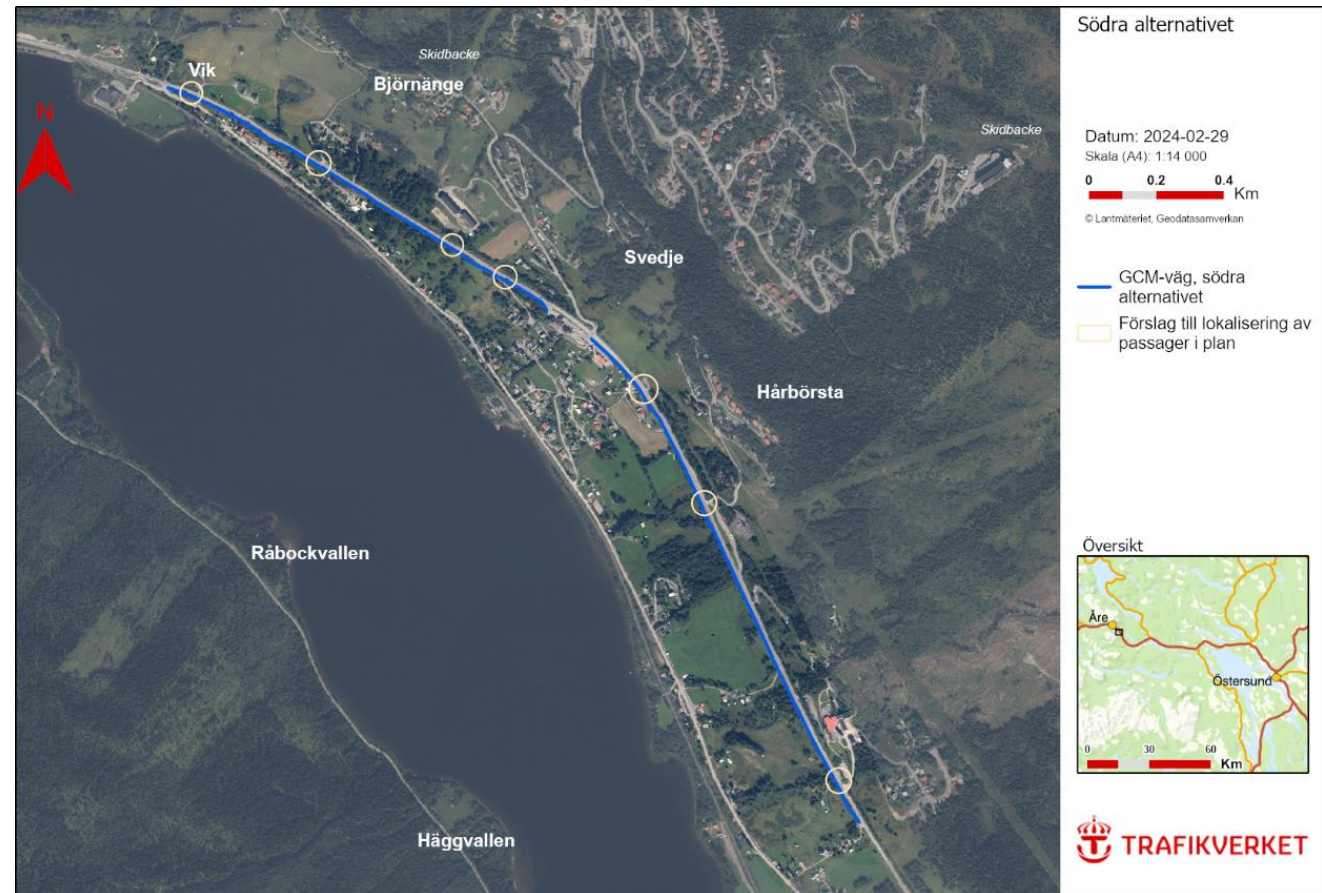 Södra alternativet
Skidbacke
Vik
Björnänge
N
Skidbacke
Datum: 2024-02-29
Skala (A4): 1:14 000
0 0.2 0.4
Km
© Lantmäteriet, Geodatasamverkan
Svedje
GCM-väg, södra
alternativet
Förslag till lokalisering av
passager i plan
Hårbörsta
Råbockvallen
Översikt
Åre
Östersund
0 30 60
Km
Häggvallen
TRAFIKVERKET